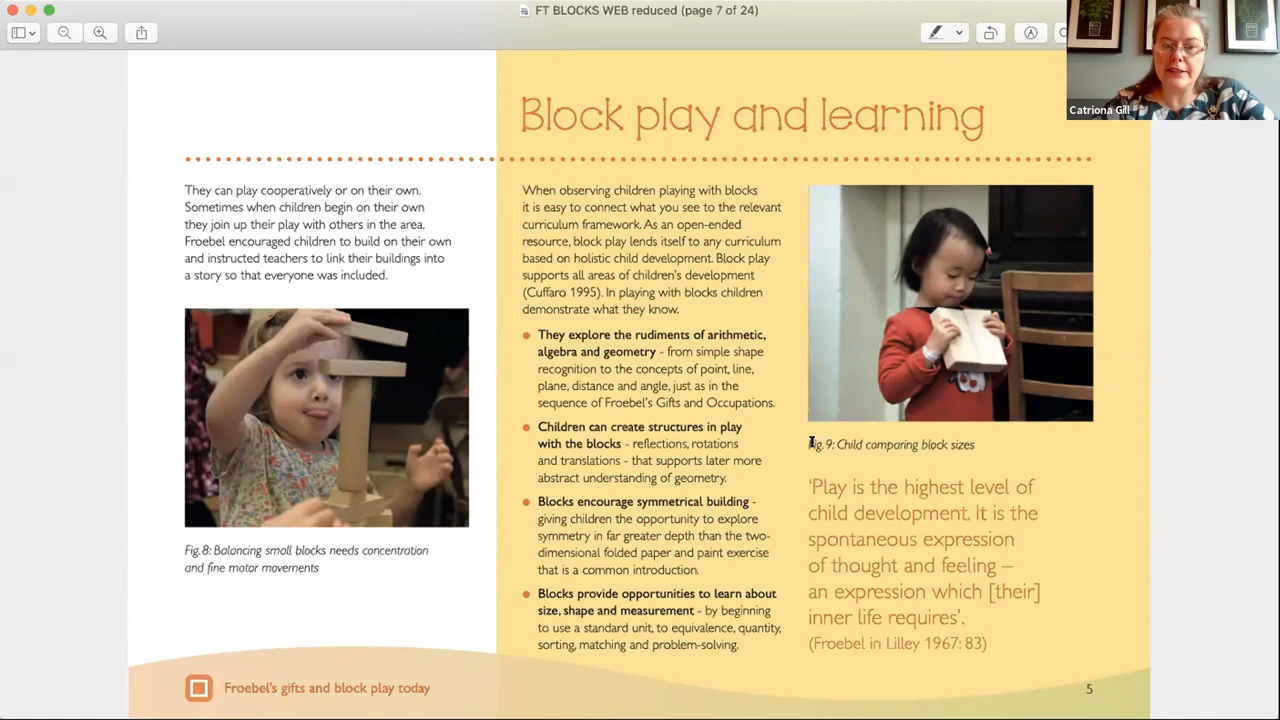 FT BLOCKS WEB reduced (page 7 of 24)
Catriona Gill
Block play and learning
They can play cooperatively or on their own.
Sometimes when children begin on their own
they join up their play with others in the area.
Froebel encouraged children to build on their own
and instructed teachers to link their buildings into
a story so that everyone was included.
Fig. 8: Balancing small blocks needs concentration
and fine motor movements
When observing children playing with blocks
it is easy to connect what you see to the relevant
curriculum framework. As an open-ended
resource, block play lends itself to any curriculum
based on holistic child development. Block play
supports all areas of children's development
(Cuffaro 1995). In playing with blocks children
demonstrate what they know.
They explore the rudiments of arithmetic,
algebra and geometry - from simple shape
recognition to the concepts of point, line,
plane, distance and angle, just as in the
sequence of Froebel's Gifts and Occupations.
Children can create structures in play
with the blocks - reflections, rotations
and translations - that supports later more
abstract understanding of geometry.
Blocks encourage symmetrical building -
giving children the opportunity to explore
symmetry in far greater depth than the two-
dimensional folded paper and paint exercise
that is a common introduction.
Blocks provide opportunities to learn about
size, shape and measurement - by beginning
to use a standard unit, to equivalence, quantity,
sorting, matching and problem-solving.
Fig. 9: Child comparing block sizes
'Play is the highest level of
child development. It is the
spontaneous expression
of thought and feeling –
an expression which [their]
inner life requires'.
(Froebel in Lilley 1967: 83)
Froebel's gifts and block play today
5